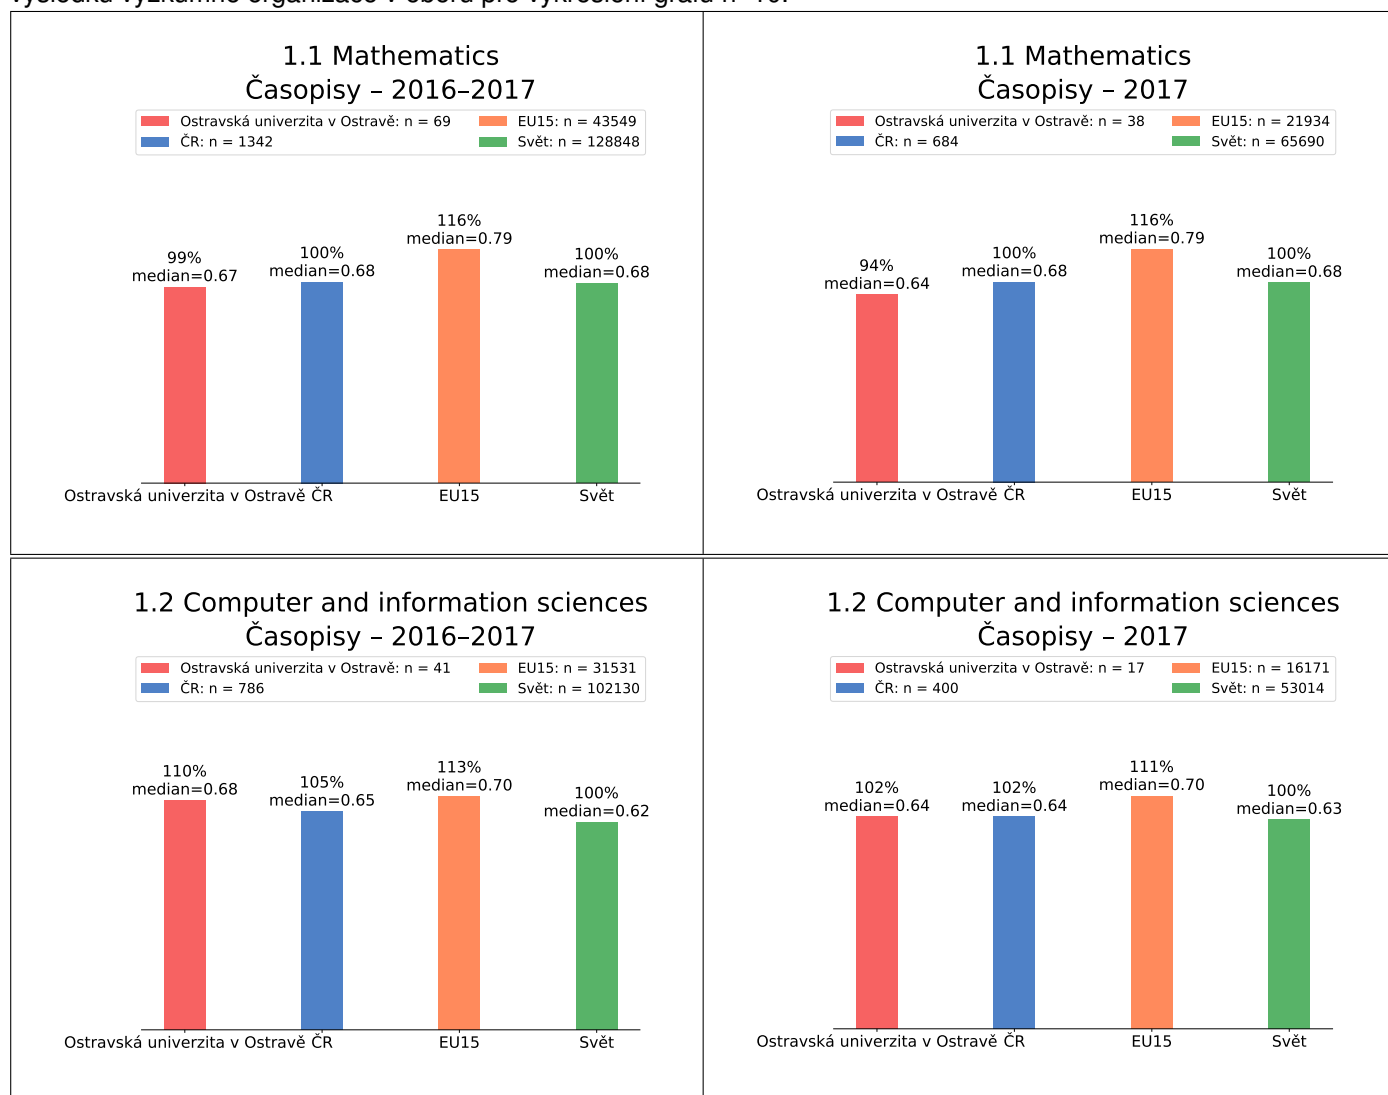 výsledků výzkumné organizace v oboru pro vykreslení grafu n=10.
1.1 Mathematics
Časopisy – 2016–2017
Ostravská univerzita v Ostravě: n = 69
EU15: n = 43549
ČR: n = 1342
Svět: n = 128848
99%
median=0.67
100%
median=0.68
116%
median=0.79
100%
median=0.68
Ostravská univerzita v Ostravě
ČR
EU15
Svět
1.1 Mathematics
Časopisy – 2017
Ostravská univerzita v Ostravě: n = 38
EU15: n = 21934
ČR: n = 684
Svět: n = 65690
94%
median=0.64
100%
median=0.68
116%
median=0.79
100%
median=0.68
Ostravská univerzita v Ostravě
ČR
EU15
Svět
1.2 Computer and information sciences
Časopisy – 2016–2017
Ostravská univerzita v Ostravě: n = 41
EU15: n = 31531
ČR: n = 786
Svět: n = 102130
110%
median=0.68
105%
median=0.65
113%
median=0.70
100%
median=0.62
Ostravská univerzita v Ostravě
ČR
EU15
Svět
1.2 Computer and information sciences
Časopisy – 2017
Ostravská univerzita v Ostravě: n = 17
EU15: n = 16171
ČR: n = 400
Svět: n = 53014
102%
median=0.64
102%
median=0.64
111%
median=0.70
100%
median=0.63
Ostravská univerzita v Ostravě
ČR
EU15
Svět